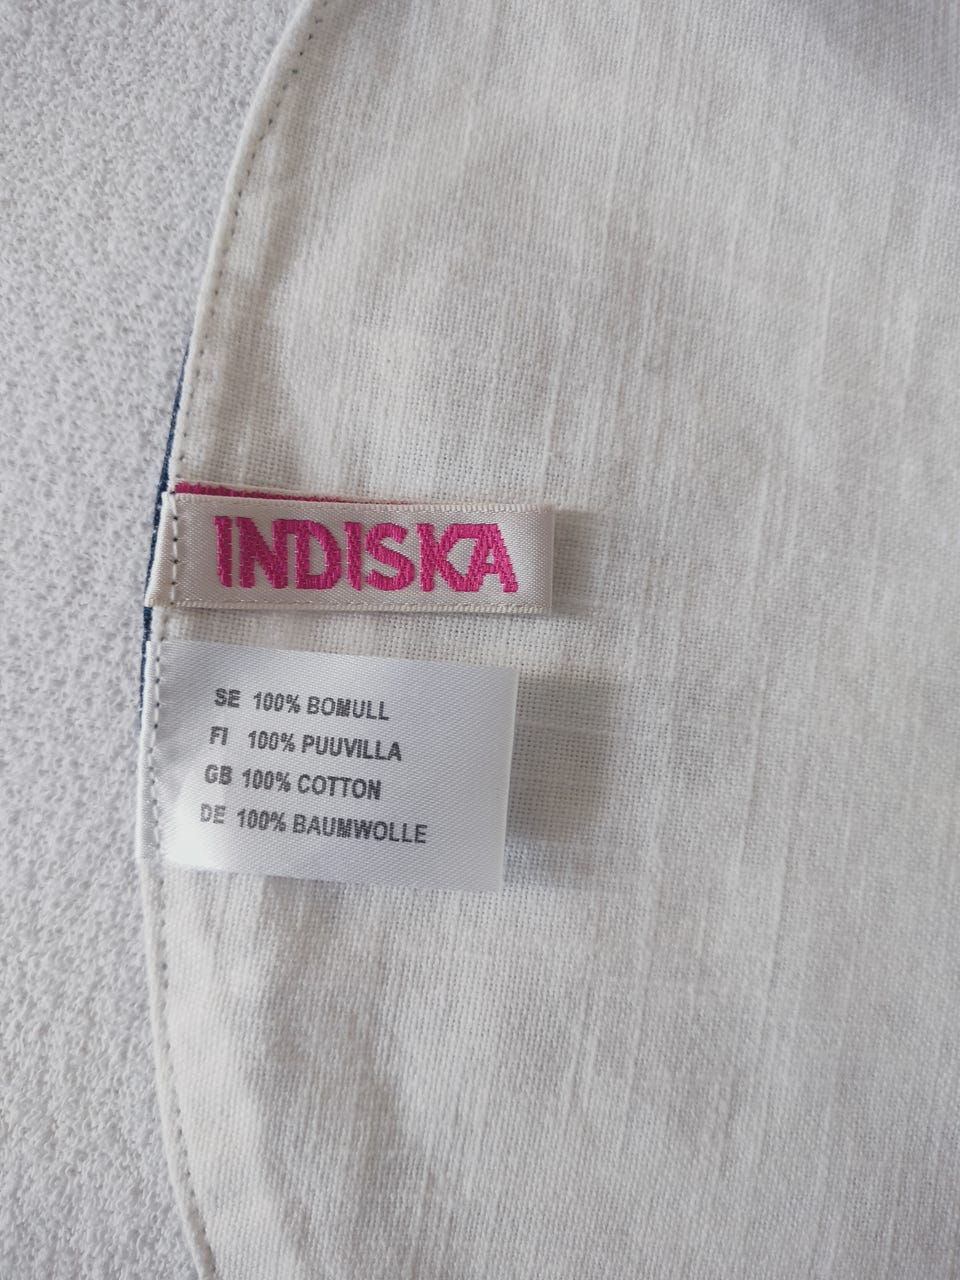 INDISKA
SE 100% BOMULL
FI 100% PUUVILLA
GB 100% COTTON
DE 100% BAUMWOLLE